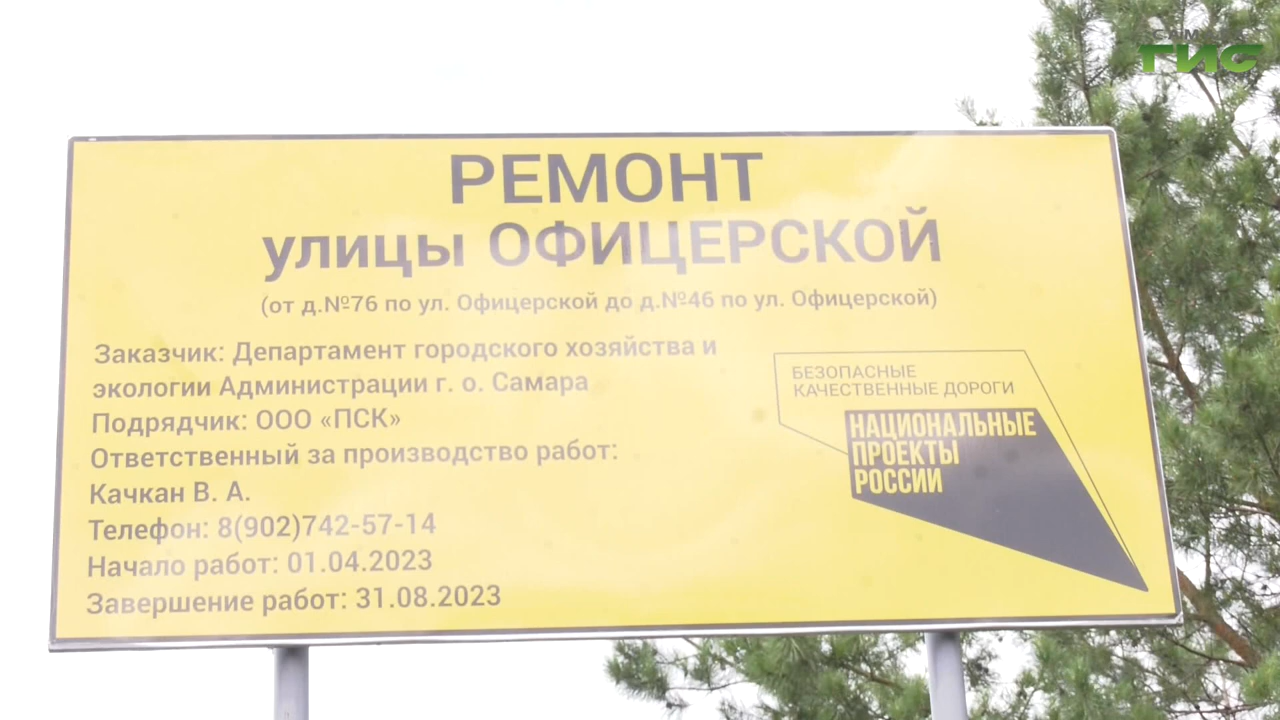 САМАРА
ГИС
РЕМОНТ
улицы ОФИЦЕРСКОЙ
(от д.№76 по ул. Офицерской до д.№46 по ул. Офицерской)
Заказчик: Департамент городского хозяйства и
экологии Администрации г. о. Самара
Подрядчик: ООО «ПСК»
Ответственный за производство работ:
Качкан В. А.
Телефон: 8(902)742-57-14
Начало работ: 01.04.2023
Завершение работ: 31.08.2023
БЕЗОПАСНЫЕ
КАЧЕСТВЕННЫЕ ДОРОГИ
НАЦИОНАЛЬНЫЕ
ПРОЕКТЫ
РОССИИ